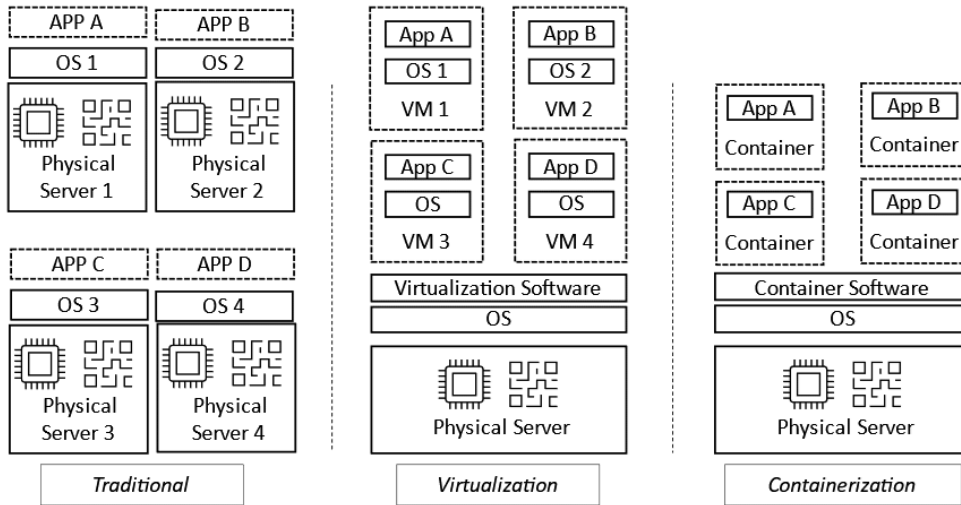 APP A
APP B
OS 1
OS 2
Physical
Server 1
Physical
Server 2
APP C
APP D
OS 3
OS 4
Physical
Server 3
Physical
Server 4
Traditional
App A
OS 1
VM 1
App B
OS 2
VM 2
App C
OS
VM 3
App D
OS
VM 4
Virtualization Software
OS
Physical Server
Virtualization
App A
Container
App B
Container
App C
Container
App D
Container
Container Software
OS
Physical Server
Containerization